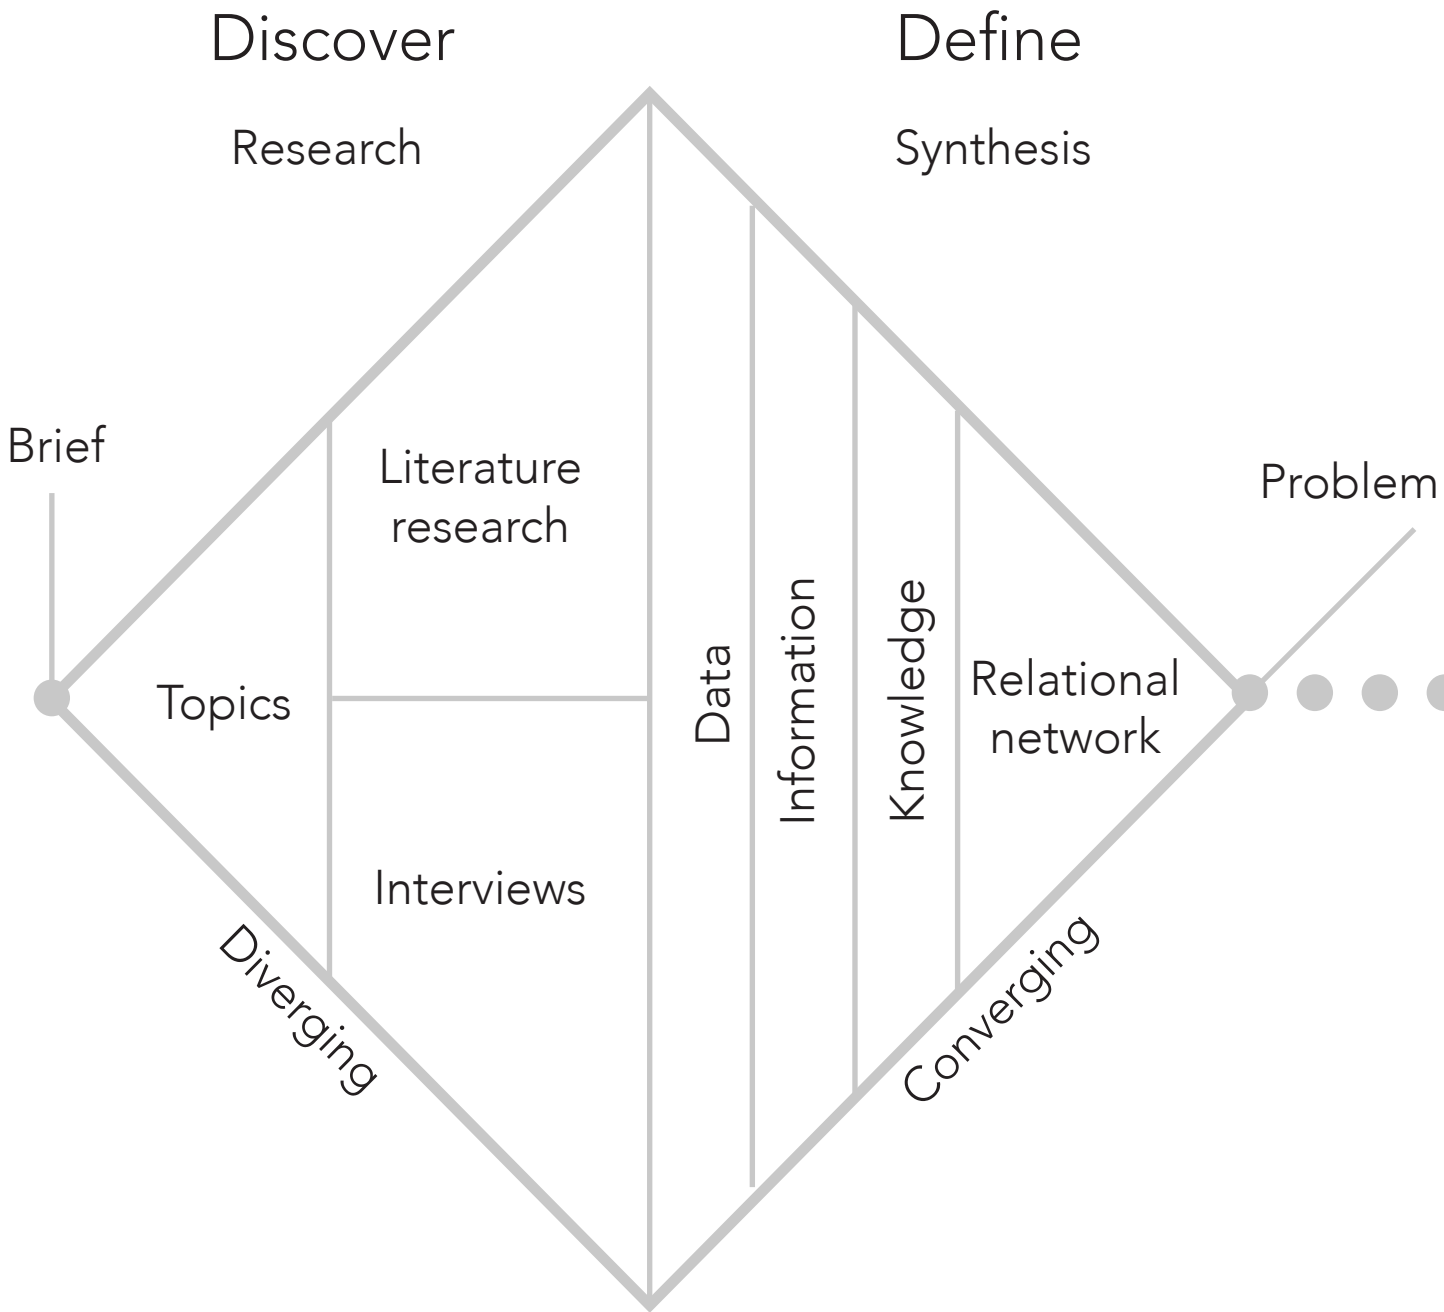 Discover
Define
Research
Synthesis
Brief
Literature
research
Problem
Topics
Data
Information
Knowledge
Relational
network
Interviews
Diverging
Converging